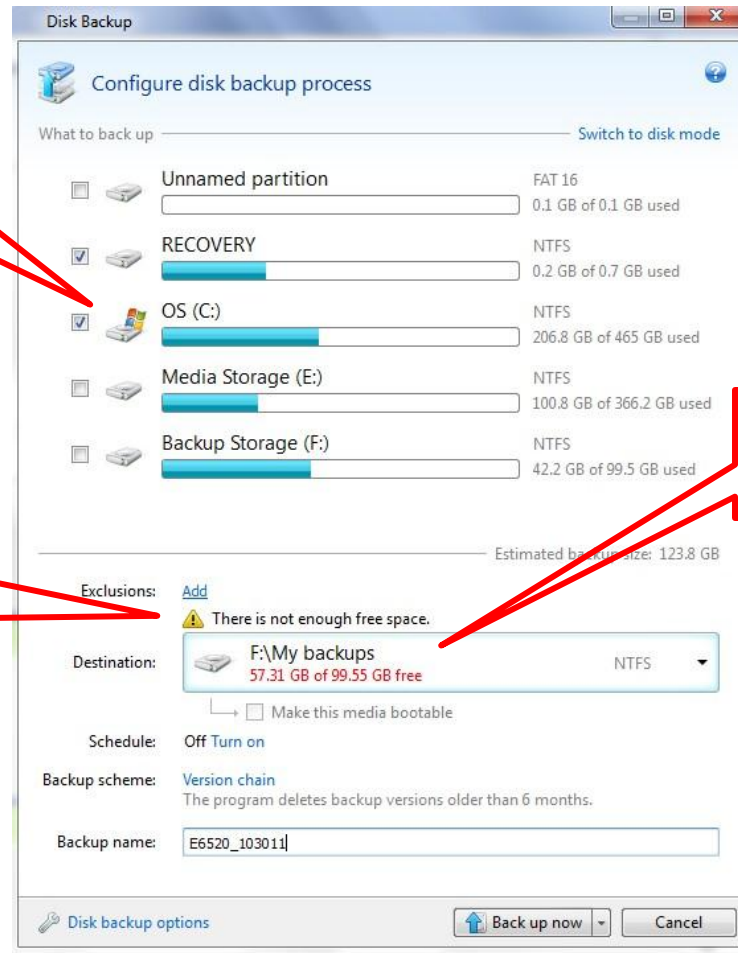 Disk Backup
Configure disk backup process
What to back up Switch to disk mode
Unnamed partition FAT 16
0.1 GB of 0.1 GB used
RECOVERY NTFS
0.2 GB of 0.7 GB used
OS (C:) NTFS
206.8 GB of 465 GB used
Media Storage (E:) NTFS
100.8 GB of 366.2 GB used
Backup Storage (F:) NTFS
42.2 GB of 99.5 GB used
Estimated backup size: 123.8 GB
Exclusions: Add
There is not enough free space.
Destination: F:\My backups NTFS
57.31 GB of 99.55 GB free
Make this media bootable
Schedule: Off Turn on
Backup scheme: Version chain
The program deletes backup versions older than 6 months.
Backup name: E6520_103011
Disk backup options Back up now Cancel